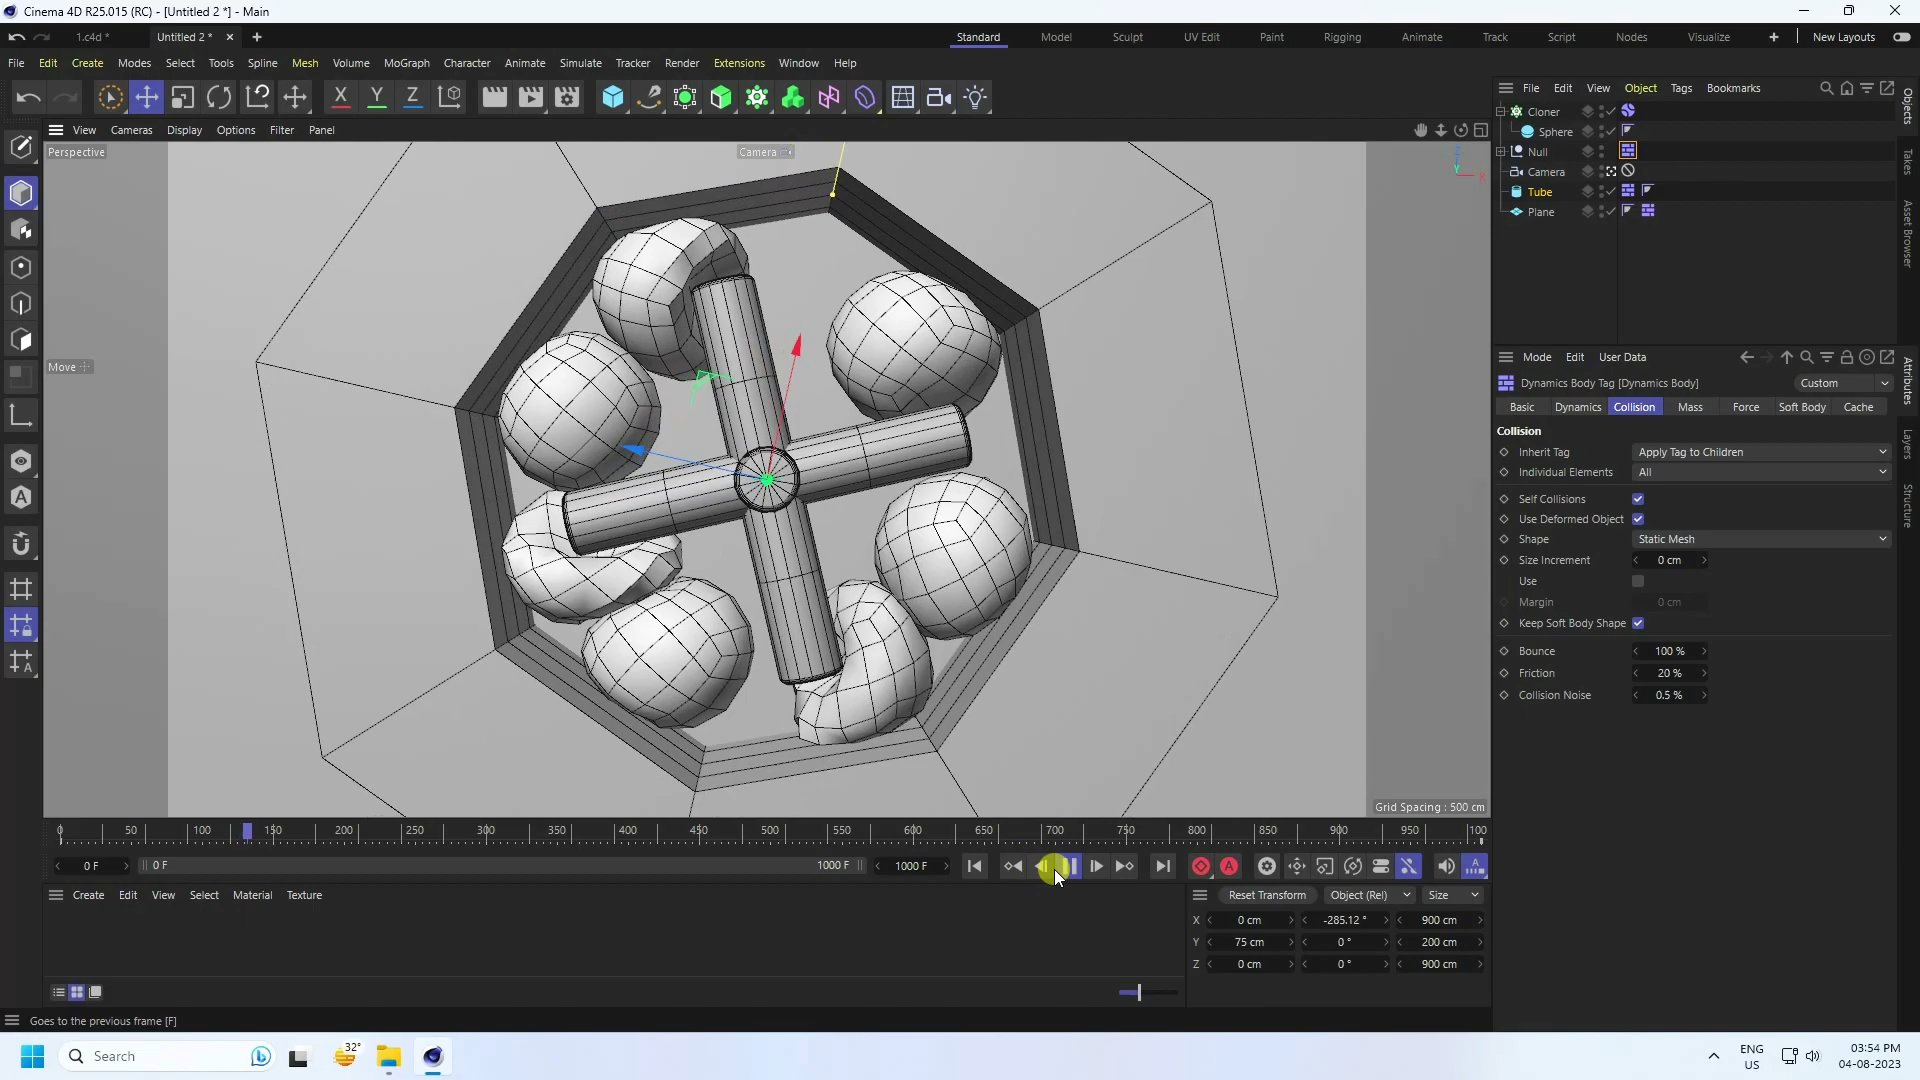 Cinema 4D R25.015 (RC) - [Untitled 2 *] - Main
1.c4d * Untitled 2 * Standard Model Sculpt UV Edit Paint Rigging Animate Track Script Nodes Visualize New Layouts
File Edit Create Modes Select Tools Spline Mesh Volume MoGraph Character Animate Simulate Tracker Render Extensions Window Help
X Y Z
File Edit View Object Tags Bookmarks
Objects
Takes
Asset Browser
Cloner
Sphere
Null
Camera
Tube
Plane
View Cameras Display Options Filter Panel
Perspective
Camera
Move
Grid Spacing : 500 cm
Mode Edit User Data
Attributes
Layers
Structure
Dynamics Body Tag [Dynamics Body] Custom
Basic Dynamics Collision Mass Force Soft Body Cache
Collision
Inherit Tag Apply Tag to Children
Individual Elements All
Self Collisions
Use Deformed Object
Shape Static Mesh
Size Increment 0 cm
Use
Margin 0 cm
Keep Soft Body Shape
Bounce 100 %
Friction 20 %
Collision Noise 0.5 %
0 50 100 150 200 250 300 350 400 450 500 550 600 650 700 750 800 850 900 950 100
0 F 0 F 1000 F 1000 F
Create Edit View Select Material Texture
Reset Transform Object (Rel) Size
X 0 cm -285.12 ° 900 cm
Y 75 cm 0 ° 200 cm
Z 0 cm 0 ° 900 cm
Goes to the previous frame [F]
Search 32° ENG US 03:54 PM 04-08-2023